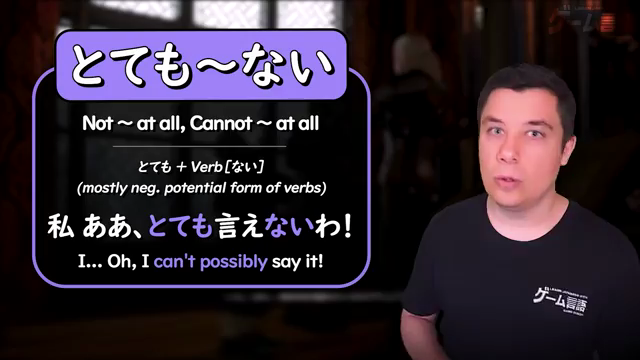 とても～ない
Not ~ at all, Cannot ~ at all
とても + Verb[ない]
(mostly neg. potential form of verbs)
私 ああ、とても言えないわ!
I... Oh, I can't possibly say it!
ゲーム言語